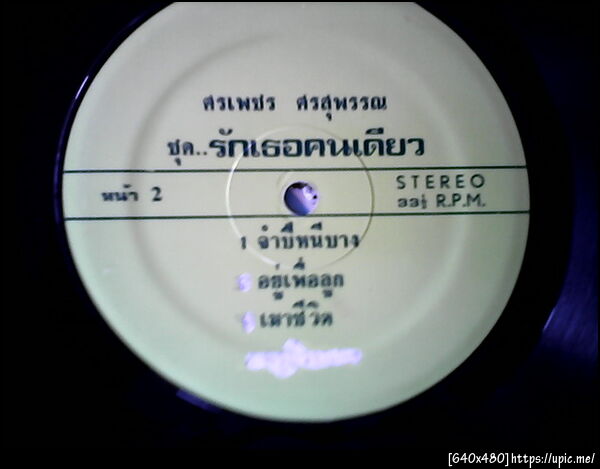 ศรเพชร ศรสุพรรณ
ชุด..รักเธอคนเดียว
หน้า 2
STEREO
33⅓ R.P.M.
1 จำปีหนีบาง
อยู่เพื่อลูก
เมาชีวิต
[640x480]https://upic.me/